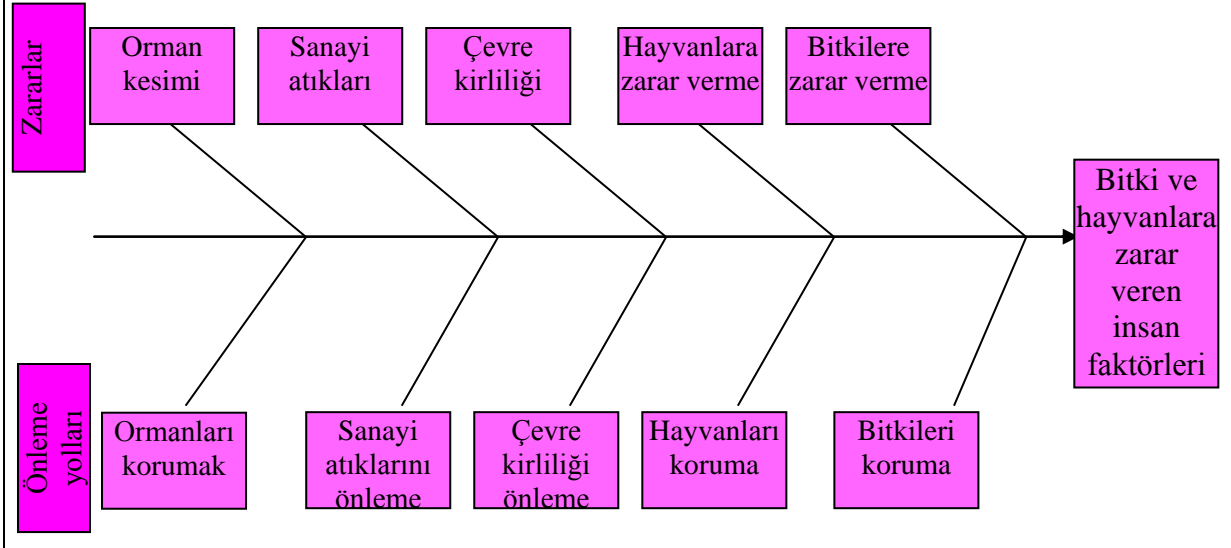 Zararlar
Orman
kesimi
Sanayi
atıkları
Çevre
kirliliği
Hayvanlara
zarar verme
Bitkilere
zarar verme
Bitki ve
hayvanlara
zarar
veren
insan
faktörleri
Önleme
yolları
Ormanları
korumak
Sanayi
atıklarını
önleme
Çevre
kirliliği
önleme
Hayvanları
koruma
Bitkileri
koruma